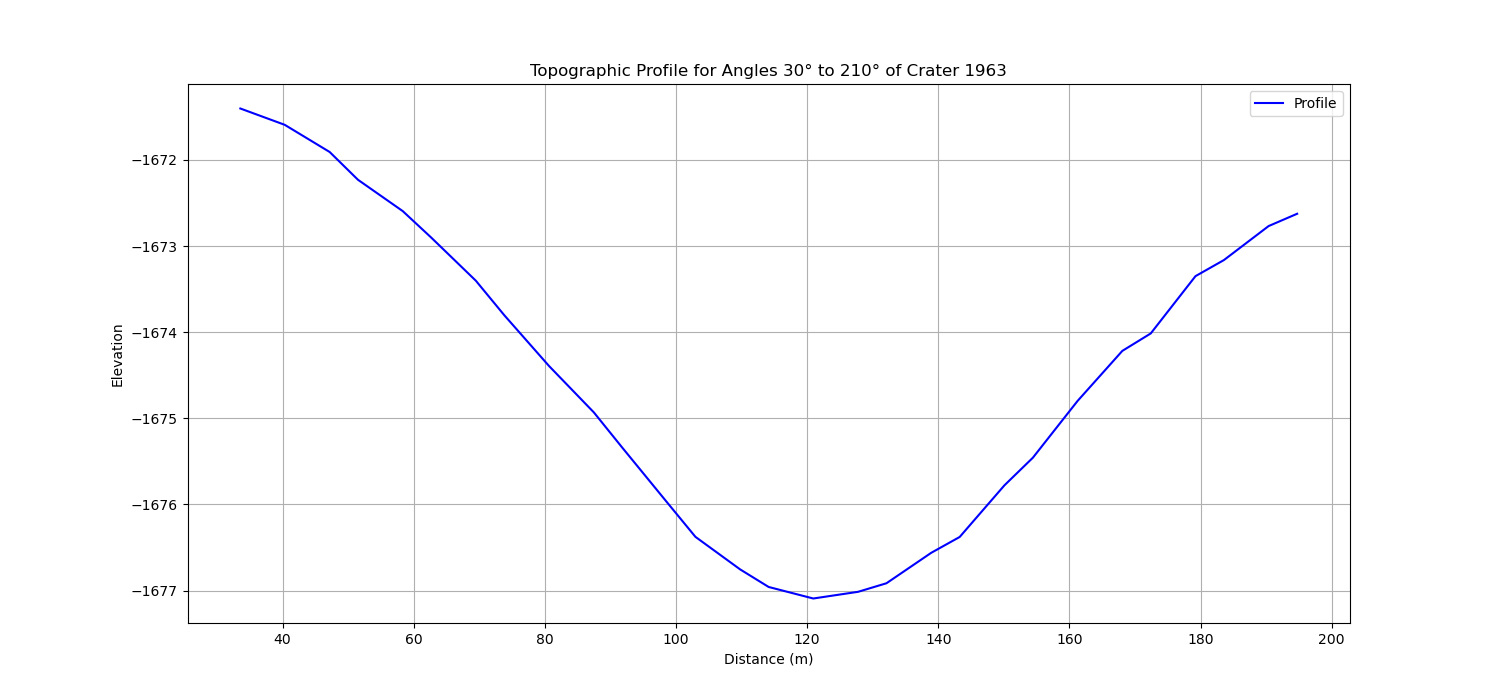 Topographic Profile for Angles 30° to 210° of Crater 1963
Profile
−1672
−1673
−1674
−1675
−1676
−1677
Elevation
40 60 80 100 120 140 160 180 200
Distance (m)